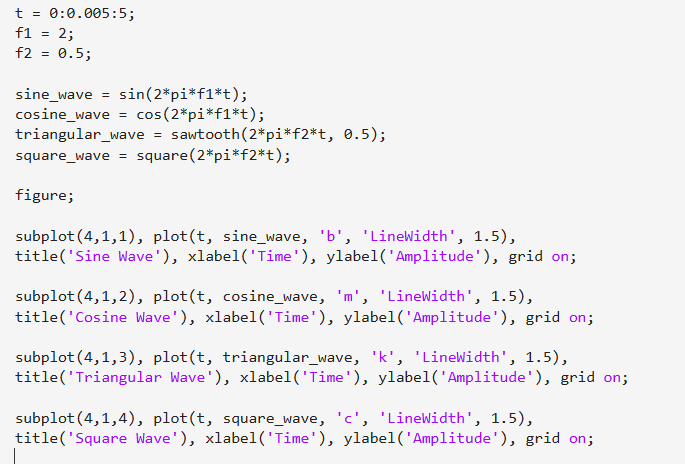 t = 0:0.005:5;
f1 = 2;
f2 = 0.5;
sine_wave = sin(2*pi*f1*t);
cosine_wave = cos(2*pi*f1*t);
triangular_wave = sawtooth(2*pi*f2*t, 0.5);
square_wave = square(2*pi*f2*t);
figure;
subplot(4,1,1), plot(t, sine_wave, 'b', 'LineWidth', 1.5),
title('Sine Wave'), xlabel('Time'), ylabel('Amplitude'), grid on;
subplot(4,1,2), plot(t, cosine_wave, 'm', 'LineWidth', 1.5),
title('Cosine Wave'), xlabel('Time'), ylabel('Amplitude'), grid on;
subplot(4,1,3), plot(t, triangular_wave, 'k', 'LineWidth', 1.5),
title('Triangular Wave'), xlabel('Time'), ylabel('Amplitude'), grid on;
subplot(4,1,4), plot(t, square_wave, 'c', 'LineWidth', 1.5),
title('Square Wave'), xlabel('Time'), ylabel('Amplitude'), grid on;